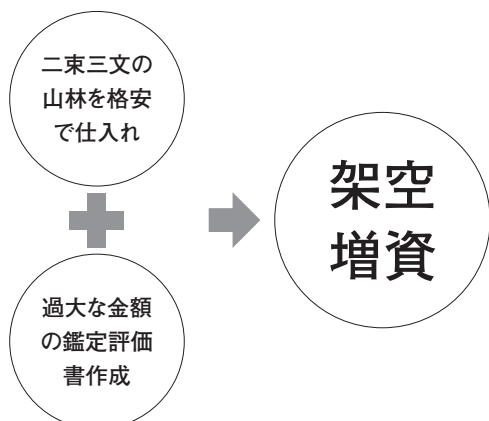 二束三文の
山林を格安
で仕入れ
過大な金額
の鑑定評価
書作成
架空
増資